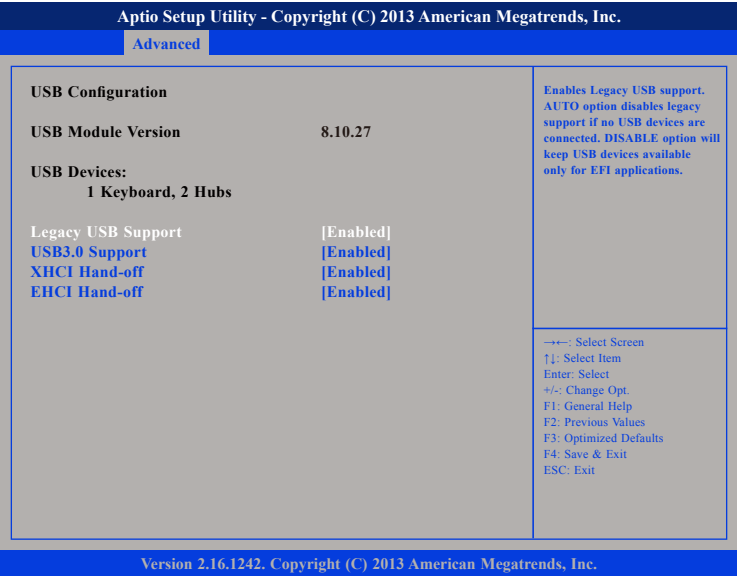 Aptio Setup Utility - Copyright (C) 2013 American Megatrends, Inc.
Advanced
USB Configuration
USB Module Version 8.10.27
USB Devices:
1 Keyboard, 2 Hubs
Legacy USB Support [Enabled]
USB3.0 Support [Enabled]
XHCI Hand-off [Enabled]
EHCI Hand-off [Enabled]
Enables Legacy USB support.
AUTO option disables legacy
support if no USB devices are
connected. DISABLE option will
keep USB devices available
only for EFI applications.
→←: Select Screen
↑↓: Select Item
Enter: Select
+/-: Change Opt.
F1: General Help
F2: Previous Values
F3: Optimized Defaults
F4: Save & Exit
ESC: Exit
Version 2.16.1242. Copyright (C) 2013 American Megatrends, Inc.